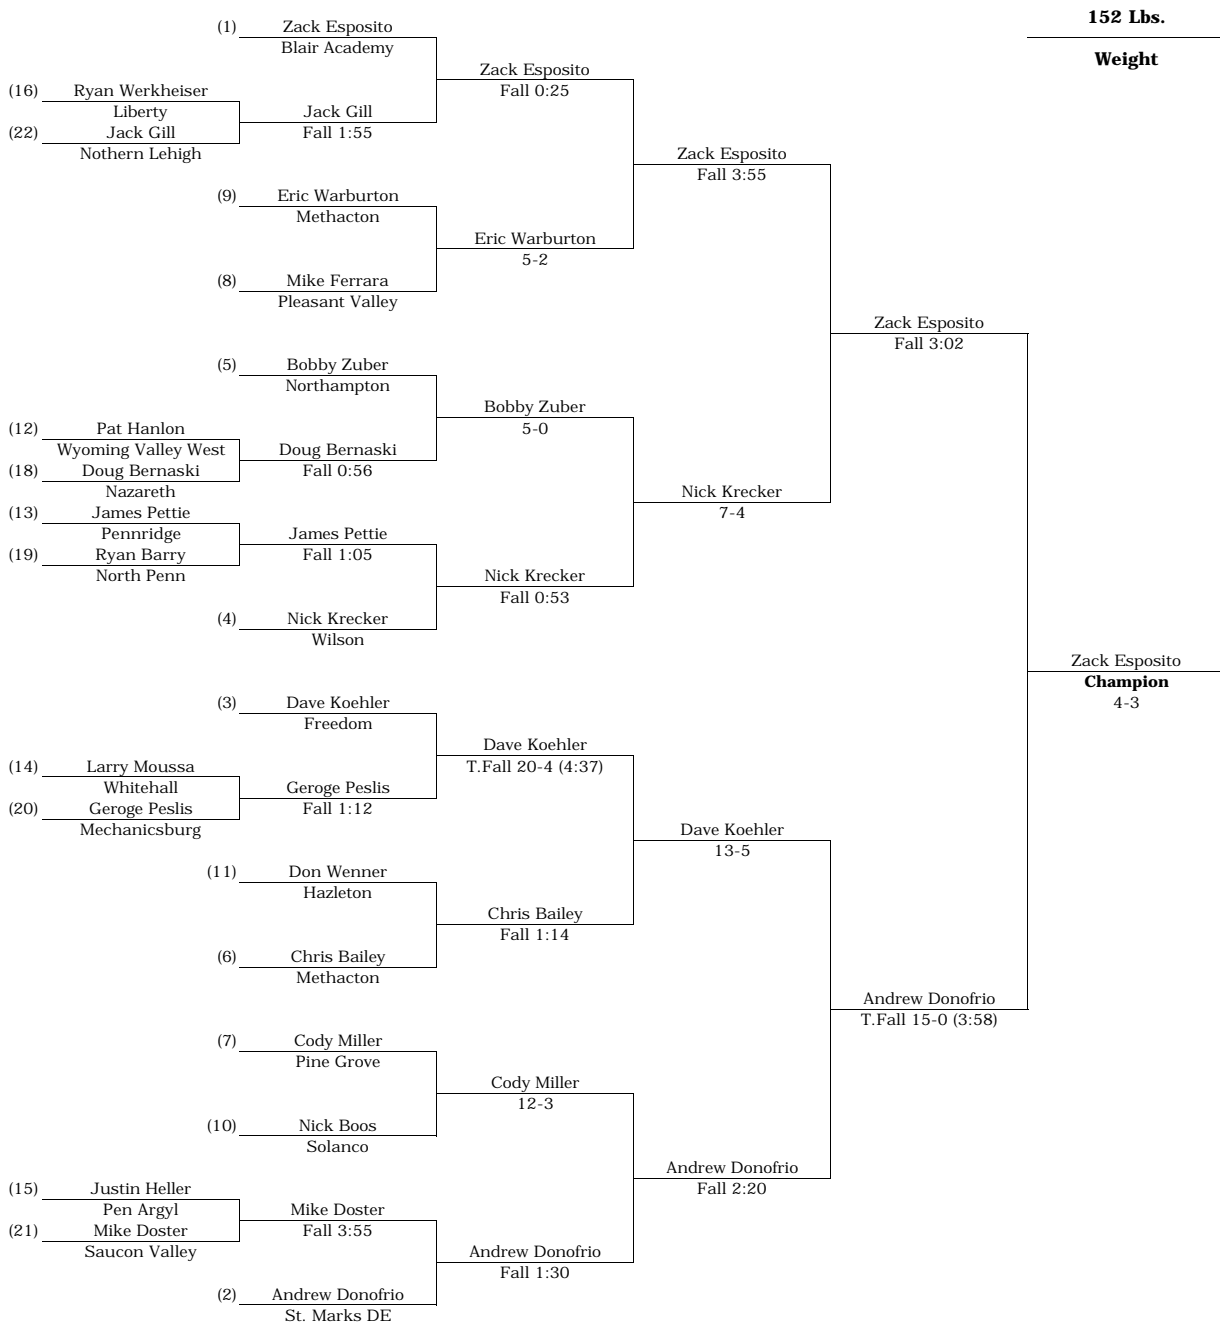 152 Lbs.
Weight
(1) Zack Esposito
Blair Academy
Zack Esposito
Fall 0:25
(16) Ryan Werkheiser
Liberty
(22) Jack Gill
Nothern Lehigh
Jack Gill
Fall 1:55
Zack Esposito
Fall 3:55
(9) Eric Warburton
Methacton
Eric Warburton
5-2
(8) Mike Ferrara
Pleasant Valley
Zack Esposito
Fall 3:02
(5) Bobby Zuber
Northampton
Bobby Zuber
5-0
(12) Pat Hanlon
Wyoming Valley West
(18) Doug Bernaski
Nazareth
Doug Bernaski
Fall 0:56
Nick Krecker
7-4
(13) James Pettie
Pennridge
(19) Ryan Barry
North Penn
James Pettie
Fall 1:05
Nick Krecker
Fall 0:53
(4) Nick Krecker
Wilson
Zack Esposito
Champion
4-3
(3) Dave Koehler
Freedom
Dave Koehler
T.Fall 20-4 (4:37)
(14) Larry Moussa
Whitehall
(20) Geroge Peslis
Mechanicsburg
Geroge Peslis
Fall 1:12
Dave Koehler
13-5
(11) Don Wenner
Hazleton
Chris Bailey
Fall 1:14
(6) Chris Bailey
Methacton
Andrew Donofrio
T.Fall 15-0 (3:58)
(7) Cody Miller
Pine Grove
Cody Miller
12-3
(10) Nick Boos
Solanco
Andrew Donofrio
Fall 2:20
(15) Justin Heller
Pen Argyl
(21) Mike Doster
Saucon Valley
Mike Doster
Fall 3:55
Andrew Donofrio
Fall 1:30
(2) Andrew Donofrio
St. Marks DE